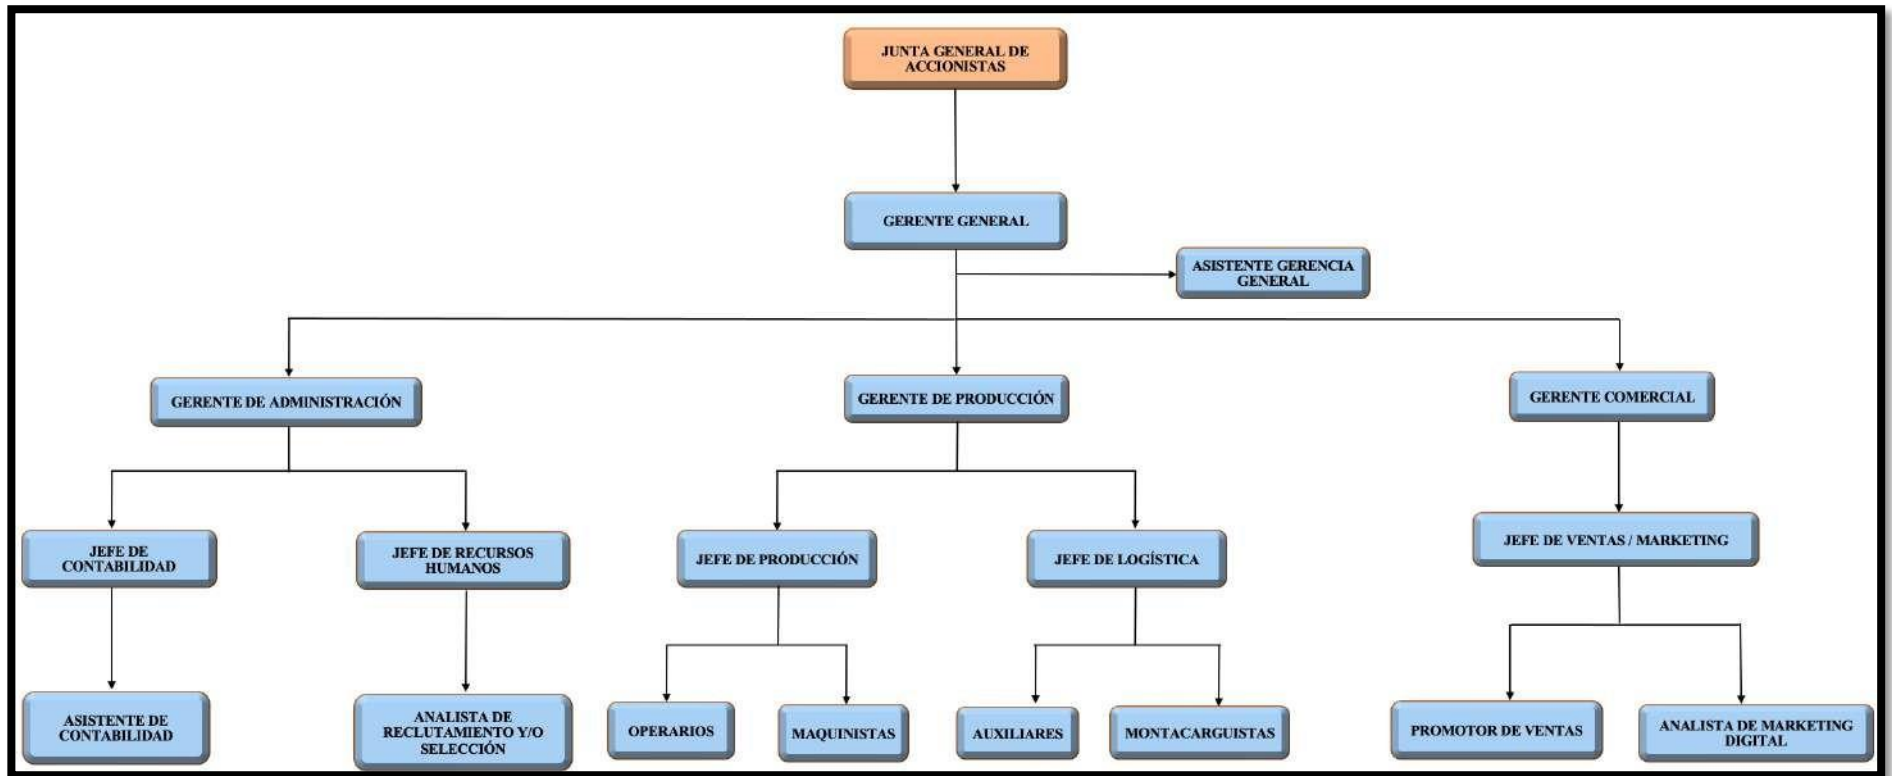 JUNTA GENERAL DE
ACCIONISTAS
GERENTE GENERAL
ASISTENTE GERENCIA
GENERAL
GERENTE DE ADMINISTRACIÓN
GERENTE DE PRODUCCIÓN
GERENTE COMERCIAL
JEFE DE
CONTABILIDAD
JEFE DE RECURSOS
HUMANOS
JEFE DE PRODUCCIÓN
JEFE DE LOGÍSTICA
JEFE DE VENTAS / MARKETING
ASISTENTE DE
CONTABILIDAD
ANALISTA DE
RECLUTAMIENTO Y/O
SELECCIÓN
OPERARIOS
MAQUINISTAS
AUXILIARES
MONTACARGUISTAS
PROMOTOR DE VENTAS
ANALISTA DE MARKETING
DIGITAL